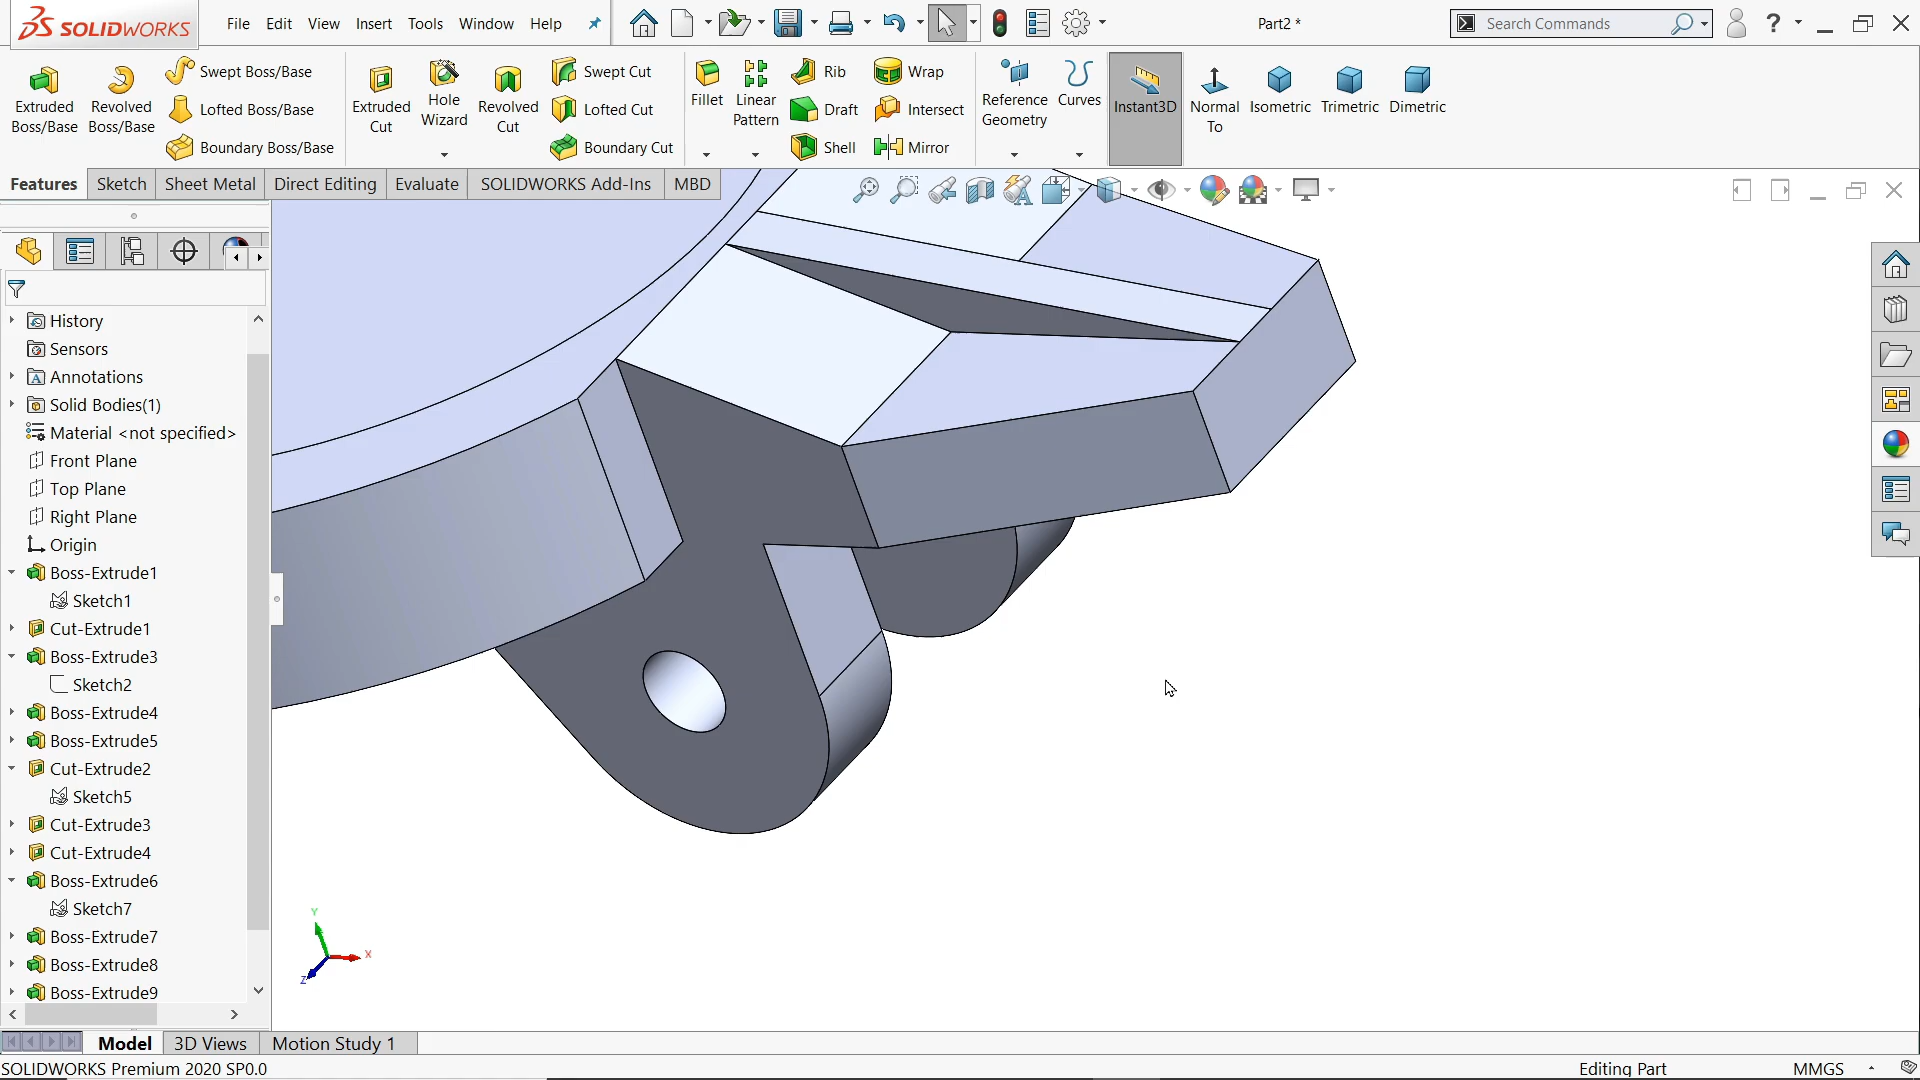 SOLIDWORKS File Edit View Insert Tools Window Help Part2 * Search Commands ?
Extruded Boss/Base
Revolved Boss/Base
Swept Boss/Base
Lofted Boss/Base
Boundary Boss/Base
Extruded Cut
Hole Wizard
Revolved Cut
Swept Cut
Lofted Cut
Boundary Cut
Fillet
Linear Pattern
Rib
Draft
Shell
Wrap
Intersect
Mirror
Reference Geometry
Curves
Instant3D
Normal To
Isometric
Trimetric
Dimetric
Features Sketch Sheet Metal Direct Editing Evaluate SOLIDWORKS Add-Ins MBD
History
Sensors
Annotations
Solid Bodies(1)
Material <not specified>
Front Plane
Top Plane
Right Plane
Origin
Boss-Extrude1
Sketch1
Cut-Extrude1
Boss-Extrude3
Sketch2
Boss-Extrude4
Boss-Extrude5
Cut-Extrude2
Sketch5
Cut-Extrude3
Cut-Extrude4
Boss-Extrude6
Sketch7
Boss-Extrude7
Boss-Extrude8
Boss-Extrude9
Y
X
Z
Model 3D Views Motion Study 1
SOLIDWORKS Premium 2020 SP0.0 Editing Part MMGS